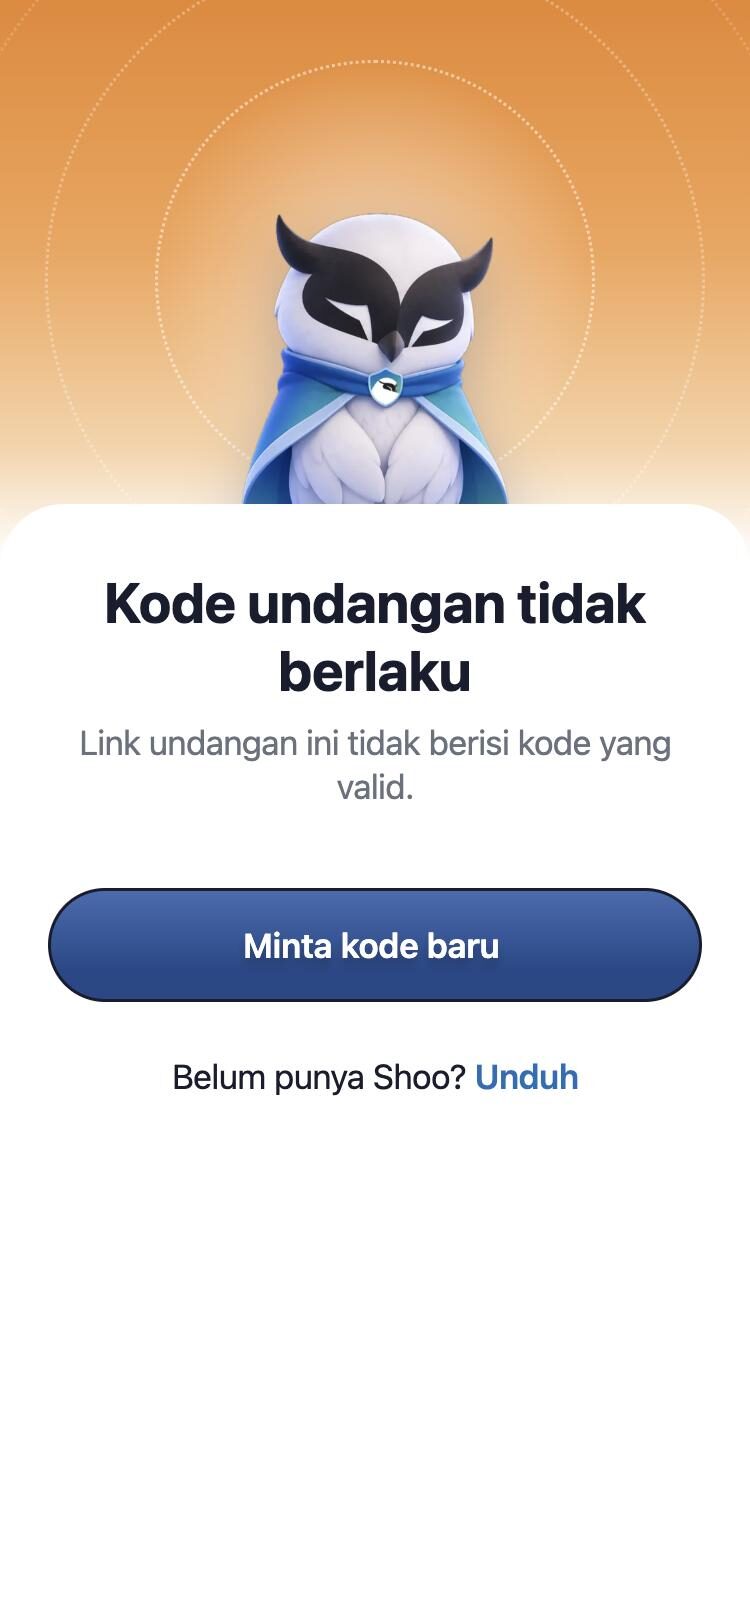 Kode undangan tidak
berlaku
Link undangan ini tidak berisi kode yang
valid.
Minta kode baru
Belum punya Shoo? Unduh